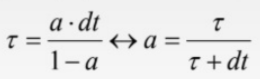 τ = a · dt / 1 − a ↔ a = τ / τ + dt